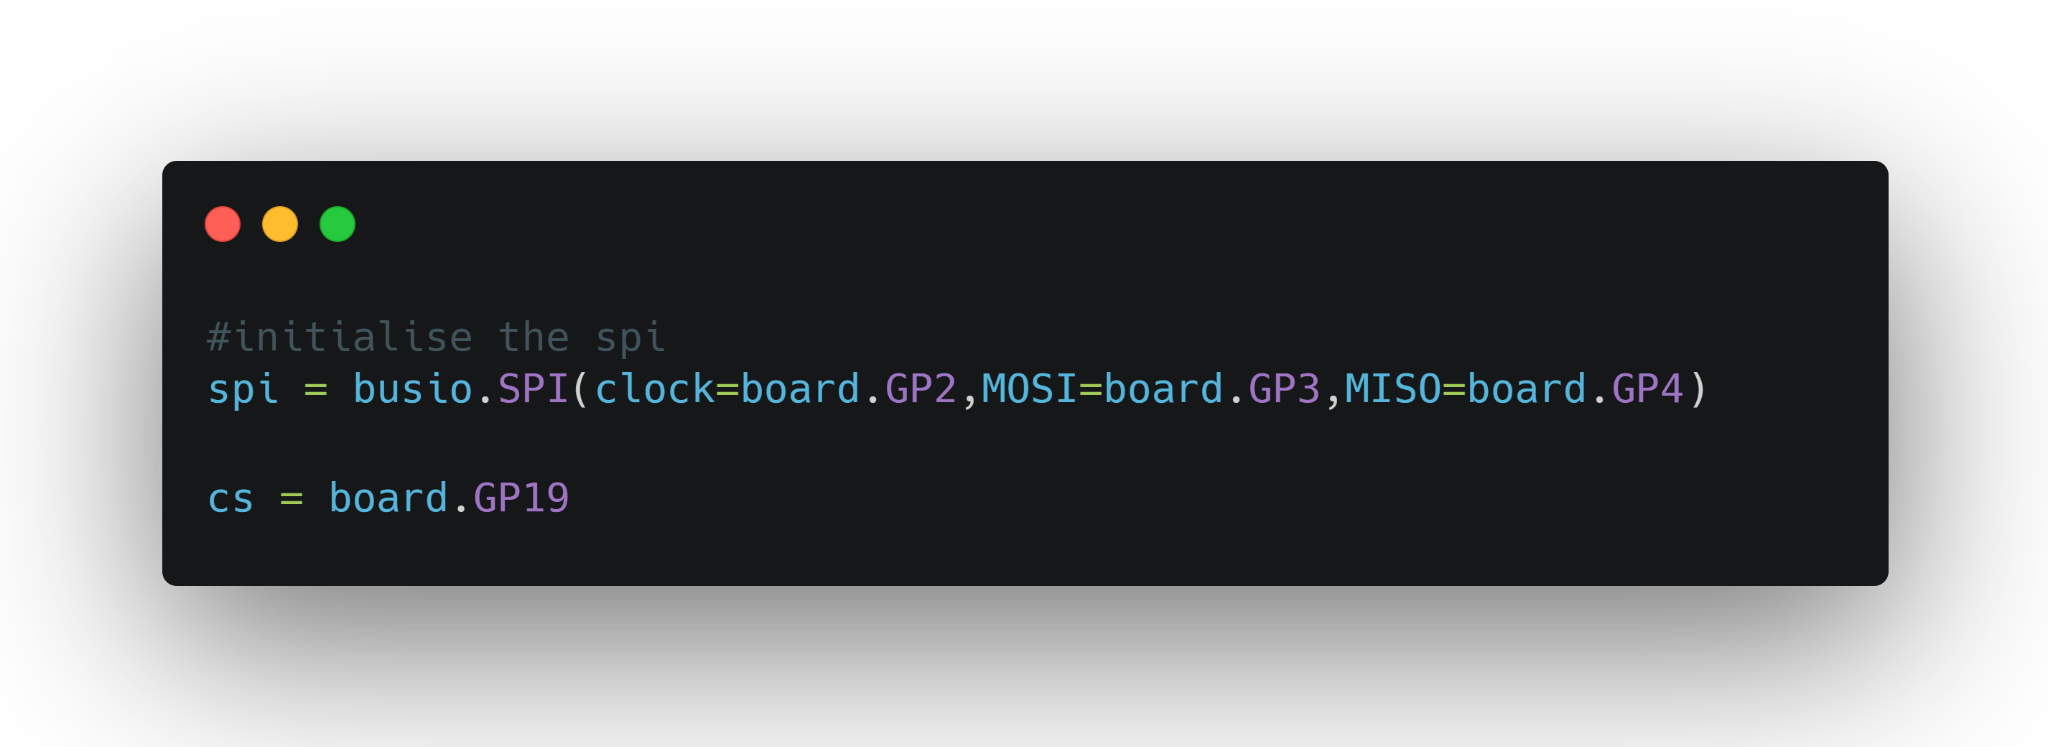 #initialise the spi
spi = busio.SPI(clock=board.GP2,MOSI=board.GP3,MISO=board.GP4)
cs = board.GP19